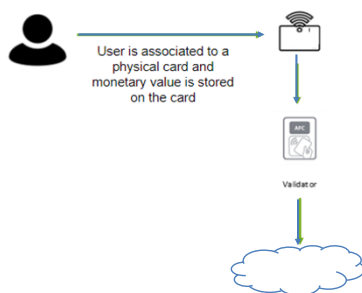 User is associated to a
physical card and
monetary value is stored
on the card
AFC
Validator